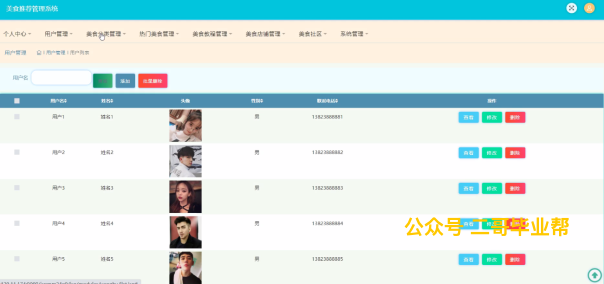 美食推荐管理系统
个人中心 用户管理 美食分类管理 热门美食管理 美食教程管理 美食店铺管理 美食社区 系统管理
用户管理 用户管理 用户列表
用户名 添加 批量删除
用户名 姓名 头像 性别 联系电话 操作
用户1 姓名1 男 13823888881 查看 修改 删除
用户2 姓名2 男 13823888882 查看 修改 删除
用户3 姓名3 男 13823888883 查看 修改 删除
用户4 姓名4 男 13823888884 修改 删除
公众号 二哥毕业帮
用户5 姓名5 男 13823888885 查看 修改 删除